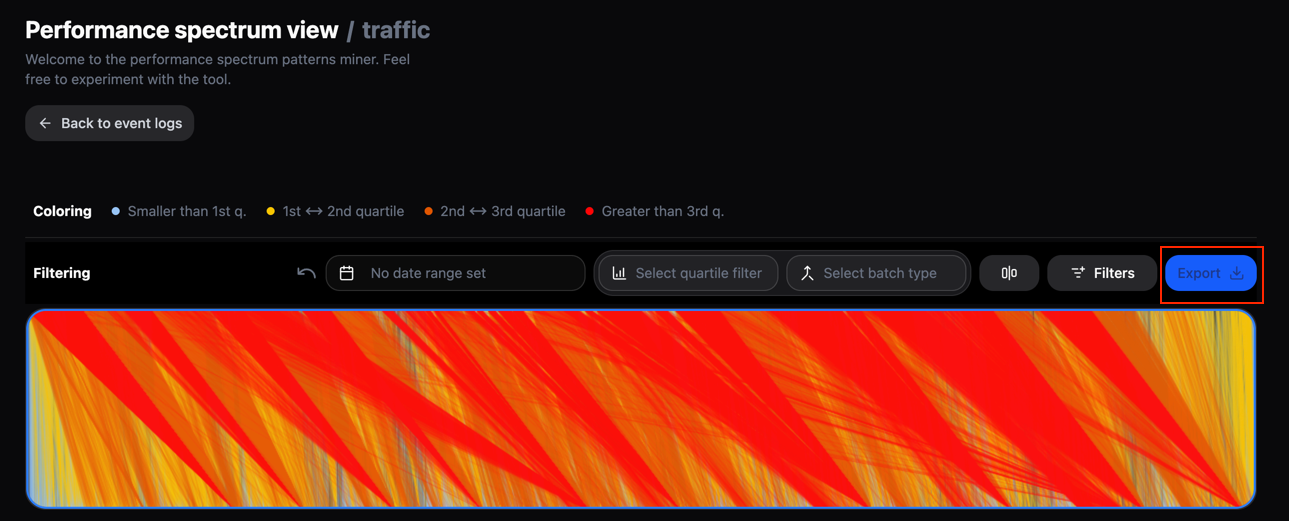 Performance spectrum view / traffic
Welcome to the performance spectrum patterns miner. Feel
free to experiment with the tool.
Back to event logs
Coloring Smaller than 1st q. 1st ↔ 2nd quartile 2nd ↔ 3rd quartile Greater than 3rd q.
Filtering No date range set Select quartile filter Select batch type Filters Export